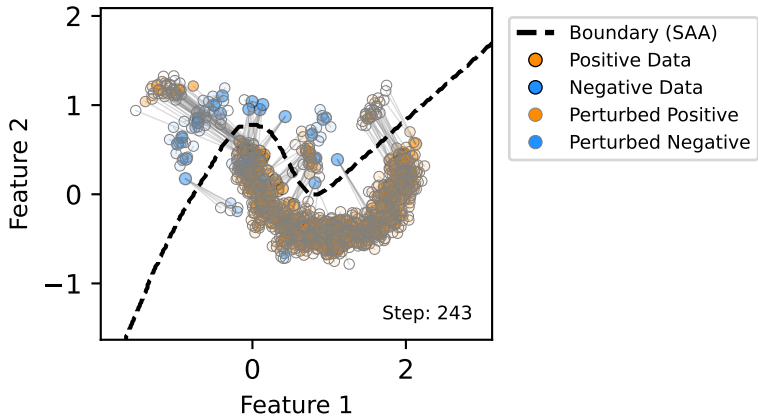 2
1
0
−1
Feature 2
0
2
Feature 1
Step: 243
Boundary (SAA)
Positive Data
Negative Data
Perturbed Positive
Perturbed Negative